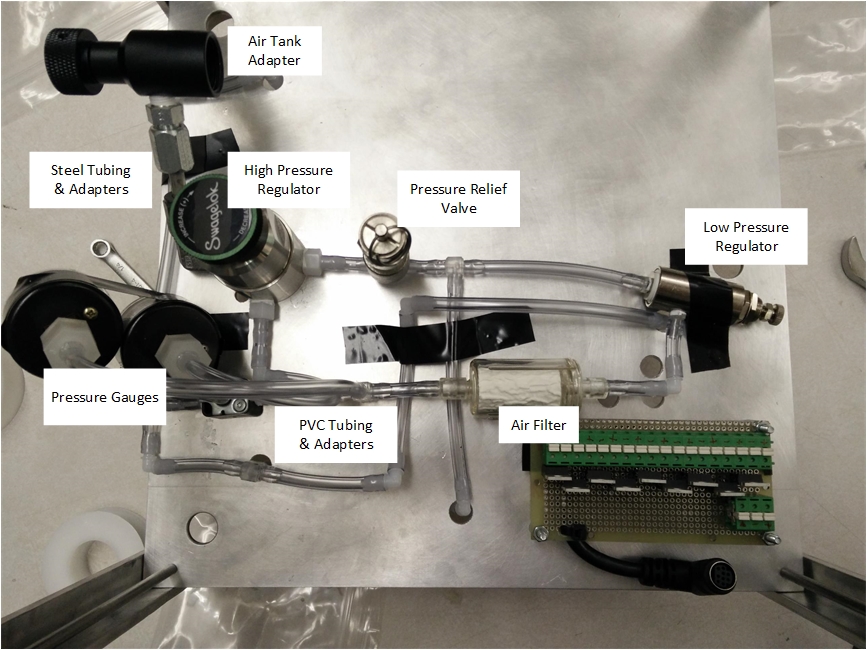 Air Tank
Adapter
Steel Tubing
& Adapters
High Pressure
Regulator
Pressure Relief
Valve
Low Pressure
Regulator
INCREASE (+)
Swagelok
Pressure Gauges
PVC Tubing
& Adapters
Air Filter